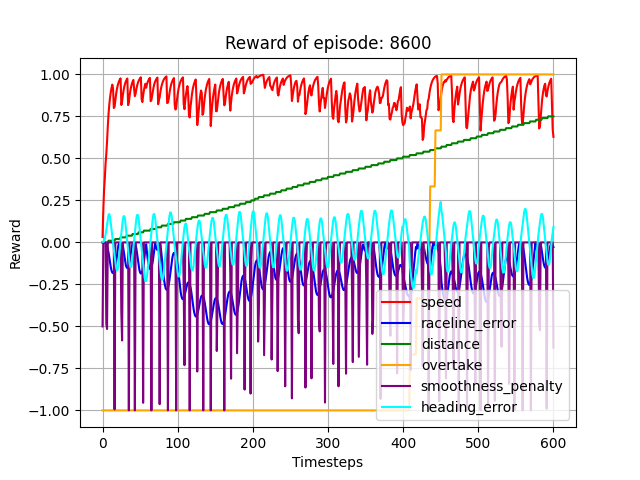 Reward of episode: 8600
1.00
0.75
0.50
0.25
0.00
−0.25
−0.50
−0.75
−1.00
Reward
0
100
200
300
400
500
600
Timesteps
speed
raceline_error
distance
overtake
smoothness_penalty
heading_error